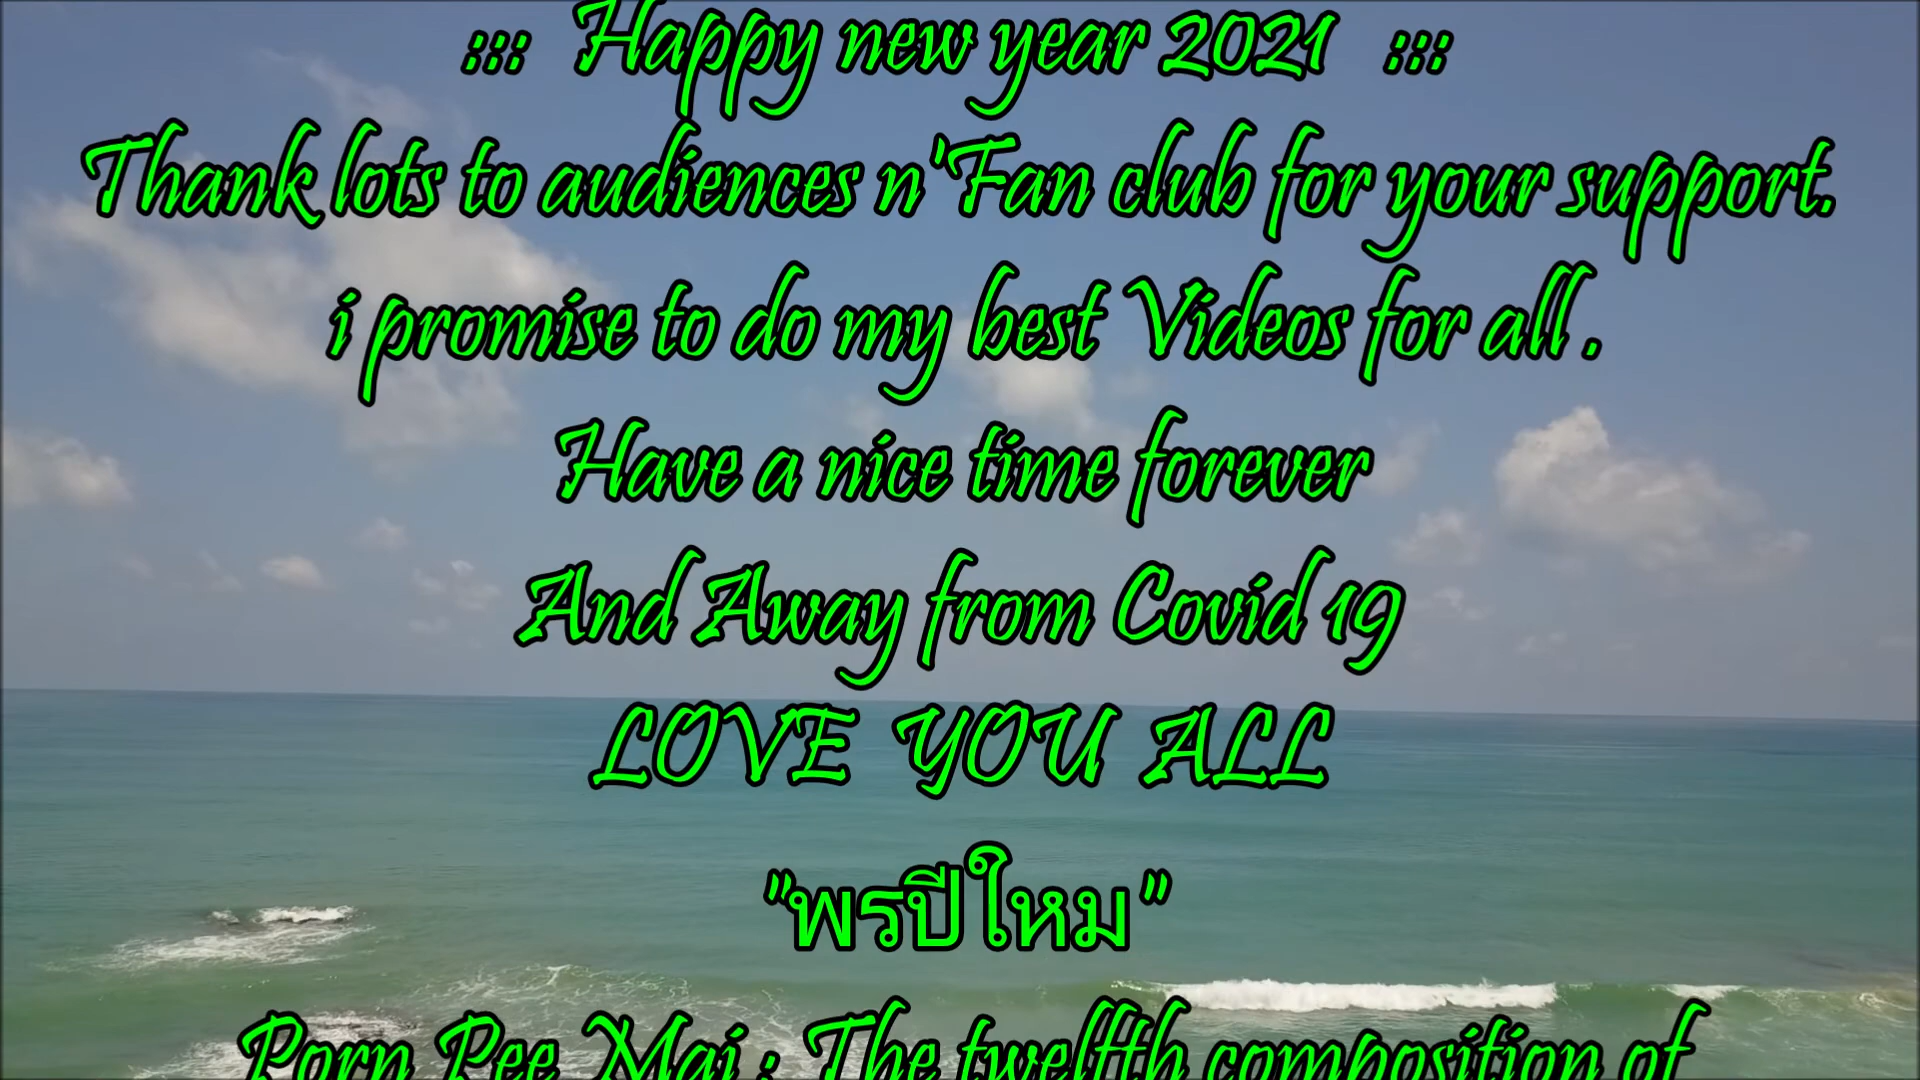 ::: Happy new year 2021 :::
Thank lots to audiences n'Fan club for your support.
i promise to do my best Videos for all .
Have a nice time forever
And Away from Covid 19
LOVE YOU ALL
"พรปีใหม"
Porn Pee Mai : The twelfth composition of